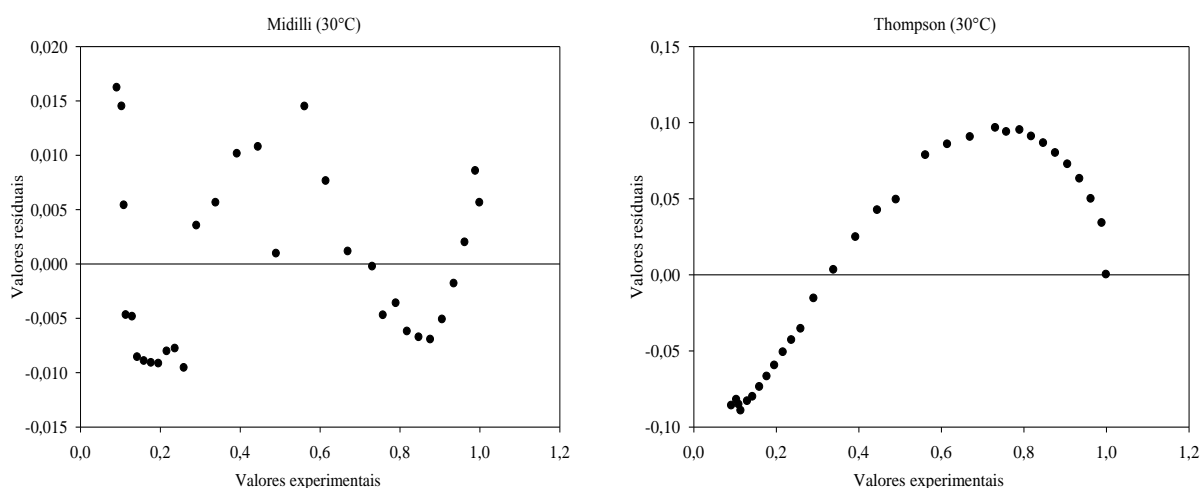 Midilli (30°C)
0,020
0,015
0,010
0,005
0,000
-0,005
-0,010
-0,015
Valores residuais
0,0 0,2 0,4 0,6 0,8 1,0 1,2
Valores experimentais
Thompson (30°C)
0,15
0,10
0,05
0,00
-0,05
-0,10
Valores residuais
0,0 0,2 0,4 0,6 0,8 1,0 1,2
Valores experimentais